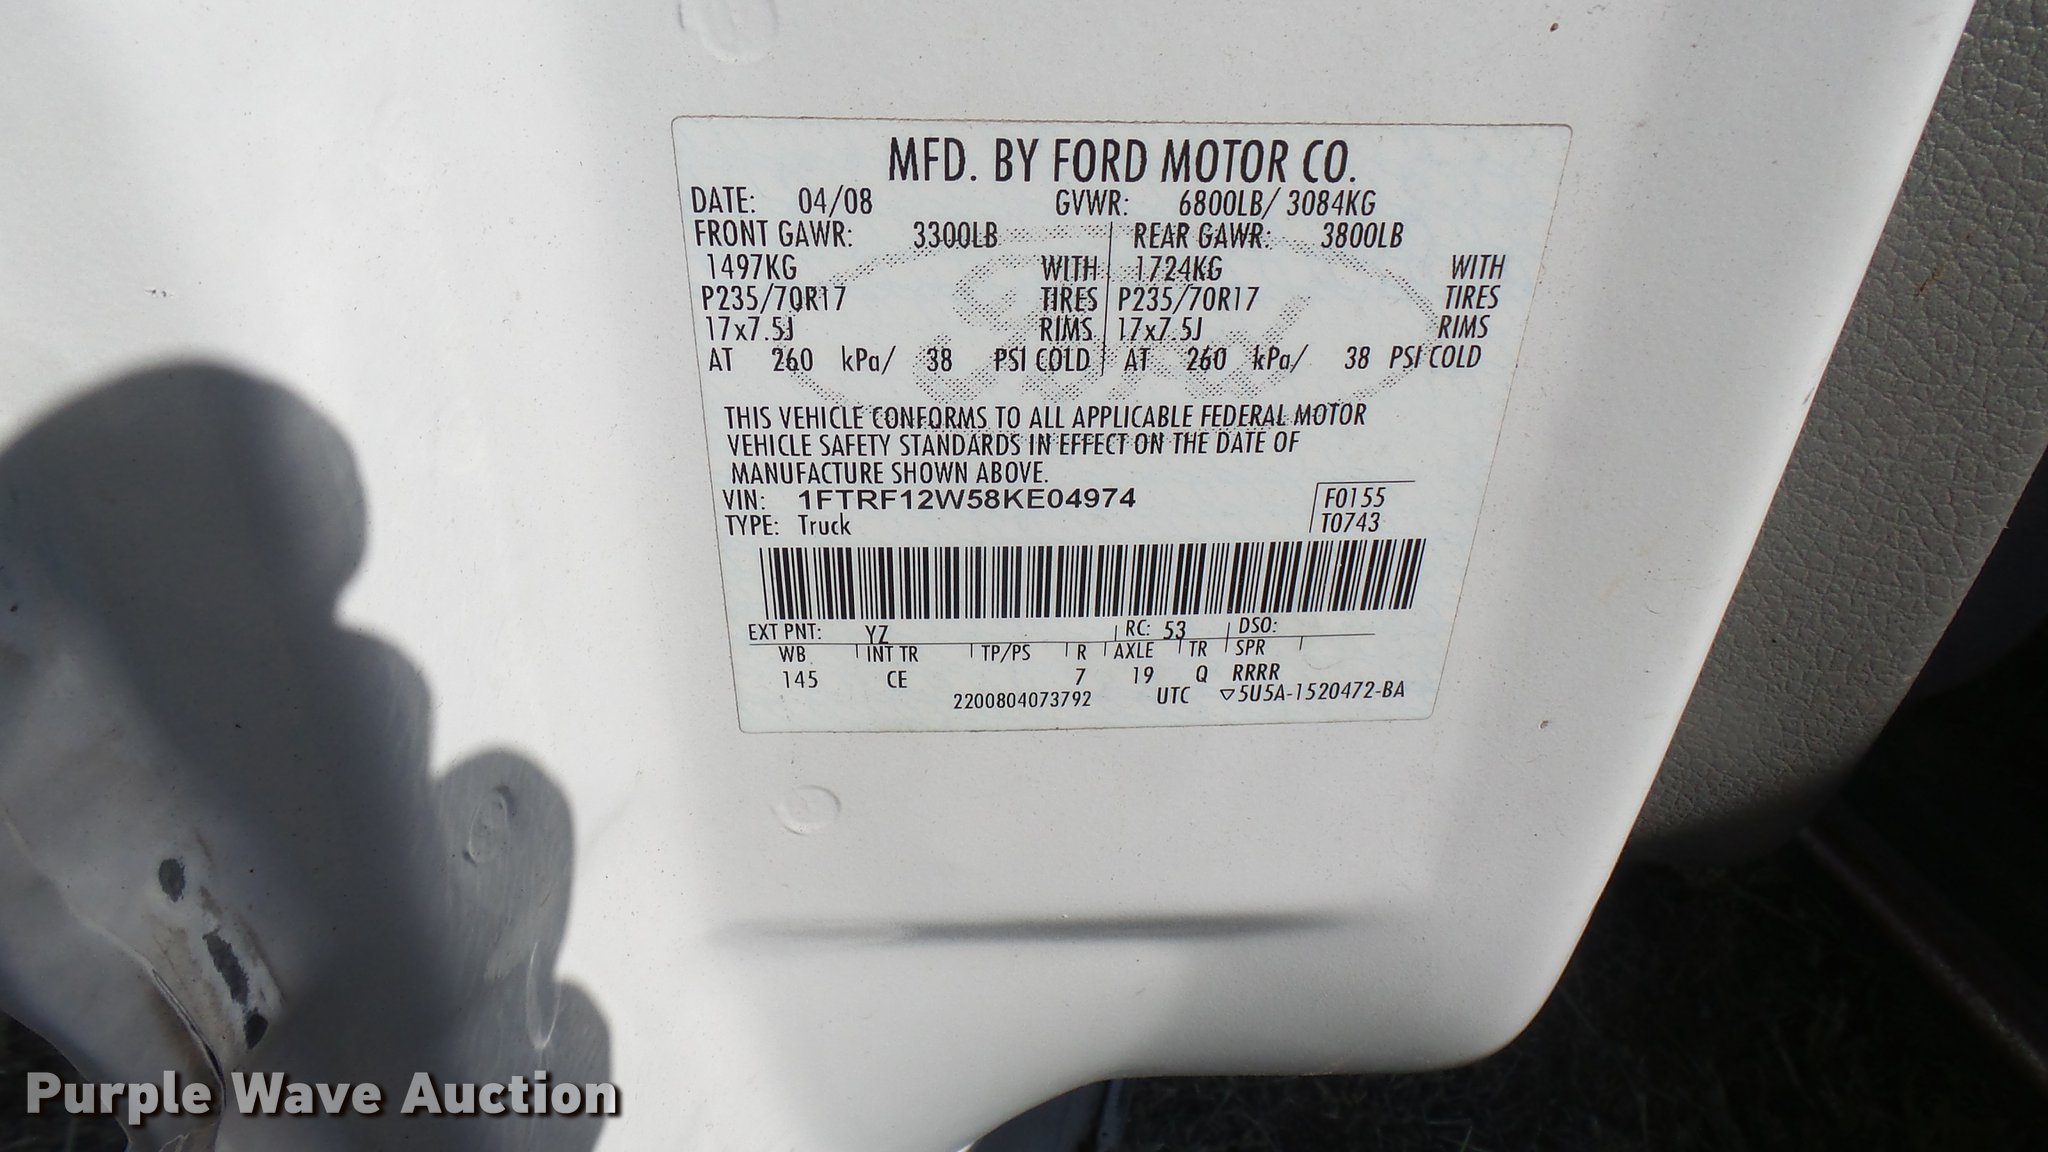 MFD. BY FORD MOTOR CO.
DATE: 04/08 GVWR: 6800LB/ 3084KG
FRONT GAWR: 3300LB REAR GAWR: 3800LB
1497KG WITH 1724KG WITH
P235/70R17 TIRES P235/70R17 TIRES
17x7.5J RIMS 17x7.5J RIMS
AT 260 kPa/ 38 PSI COLD AT 260 kPa/ 38 PSI COLD
THIS VEHICLE CONFORMS TO ALL APPLICABLE FEDERAL MOTOR
VEHICLE SAFETY STANDARDS IN EFFECT ON THE DATE OF
MANUFACTURE SHOWN ABOVE.
VIN: 1FTRF12W58KE04974 F0155
TYPE: Truck T0743
EXT PNT: YZ RC: 53 DSO:
WB INT TR TP/PS R AXLE TR SPR
145 CE 7 19 Q RRRR
2200804073792 UTC ▽5U5A-1520472-BA
Purple Wave Auction